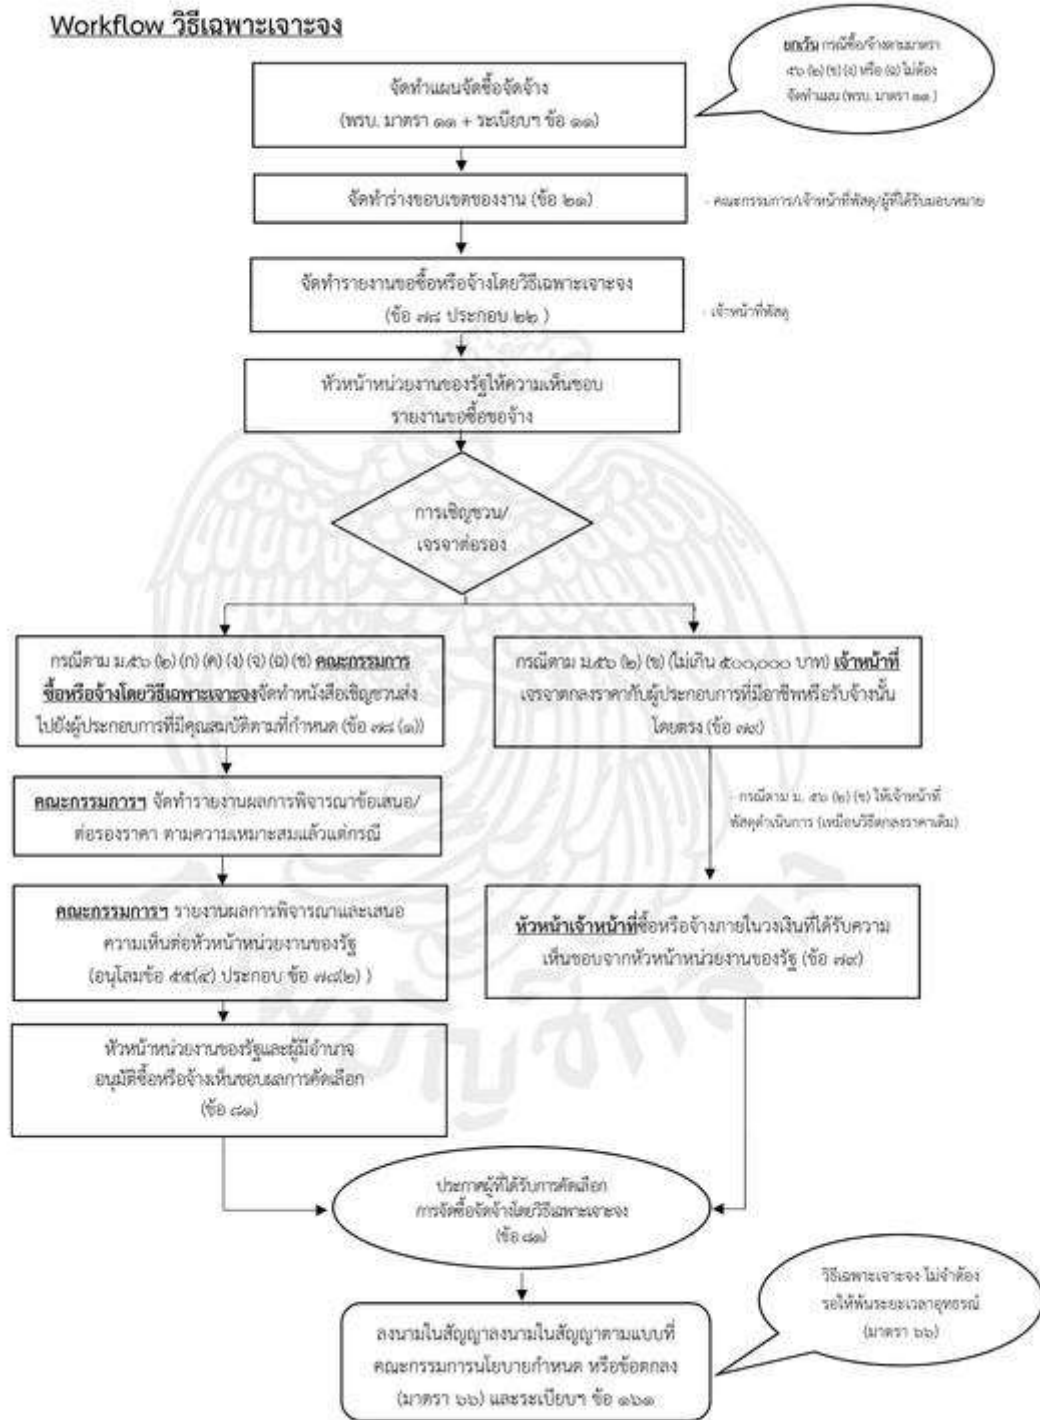 Workflow วิธีเฉพาะเจาะจง
ยกเว้น กรณีซื้อ/จ้างตามมาตรา
๕๖ (๒) (ข) (ง) หรือ (ฉ) ไม่ต้อง
จัดทำแผน (พรบ. มาตรา ๑๑ )
จัดทำแผนจัดซื้อจัดจ้าง
(พรบ. มาตรา ๑๑ + ระเบียบฯ ข้อ ๑๑)
จัดทำร่างขอบเขตของงาน (ข้อ ๒๑)
- คณะกรรมการ/เจ้าหน้าที่พัสดุ/ผู้ที่ได้รับมอบหมาย
จัดทำรายงานขอซื้อหรือจ้างโดยวิธีเฉพาะเจาะจง
(ข้อ ๗๘ ประกอบ ๒๒ )
- เจ้าหน้าที่พัสดุ
หัวหน้าหน่วยงานของรัฐให้ความเห็นชอบ
รายงานขอซื้อขอจ้าง
การเชิญชวน/
เจรจาต่อรอง
กรณีตาม ม.๕๖ (๒) (ก) (ค) (ง) (จ) (ฉ) (ช) คณะกรรมการ
ซื้อหรือจ้างโดยวิธีเฉพาะเจาะจงจัดทำหนังสือเชิญชวนส่ง
ไปยังผู้ประกอบการที่มีคุณสมบัติตามที่กำหนด (ข้อ ๗๘ (๑))
กรณีตาม ม.๕๖ (๒) (ข) (ไม่เกิน ๕๐๐,๐๐๐ บาท) เจ้าหน้าที่
เจรจาตกลงราคากับผู้ประกอบการที่มีอาชีพหรือรับจ้างนั้น
โดยตรง (ข้อ ๗๙)
คณะกรรมการฯ จัดทำรายงานผลการพิจารณาข้อเสนอ/
ต่อรองราคา ตามความเหมาะสมแล้วแต่กรณี
- กรณีตาม ม. ๕๖ (๒) (ข) ให้เจ้าหน้าที่
พัสดุดำเนินการ (เหมือนวิธีตกลงราคาเดิม)
คณะกรรมการฯ รายงานผลการพิจารณาและเสนอ
ความเห็นต่อหัวหน้าหน่วยงานของรัฐ
(อนุโลมข้อ ๕๕(๔) ประกอบ ข้อ ๗๘(๒) )
หัวหน้าเจ้าหน้าที่ซื้อหรือจ้างภายในวงเงินที่ได้รับความ
เห็นชอบจากหัวหน้าหน่วยงานของรัฐ (ข้อ ๗๙)
หัวหน้าหน่วยงานของรัฐและผู้มีอำนาจ
อนุมัติซื้อหรือจ้างเห็นชอบผลการคัดเลือก
(ข้อ ๘๑)
ประกาศผู้ที่ได้รับการคัดเลือก
การจัดซื้อจัดจ้างโดยวิธีเฉพาะเจาะจง
(ข้อ ๘๑)
วิธีเฉพาะเจาะจง ไม่จำต้อง
รอให้พ้นระยะเวลาอุทธรณ์
(มาตรา ๖๖)
ลงนามในสัญญาลงนามในสัญญาตามแบบที่
คณะกรรมการนโยบายกำหนด หรือข้อตกลง
(มาตรา ๖๖) และระเบียบฯ ข้อ ๑๖๑